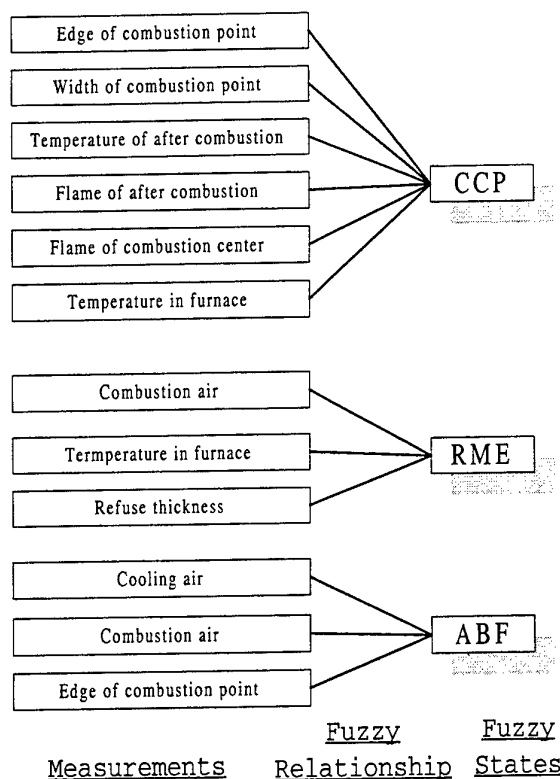 Edge of combustion point
Width of combustion point
Temperature of after combustion
Flame of after combustion
Flame of combustion center
Temperature in furnace
CCP
Combustion air
Termperature in furnace
Refuse thickness
RME
Cooling air
Combustion air
Edge of combustion point
ABF
Measurements
Fuzzy
Relationship
Fuzzy
States